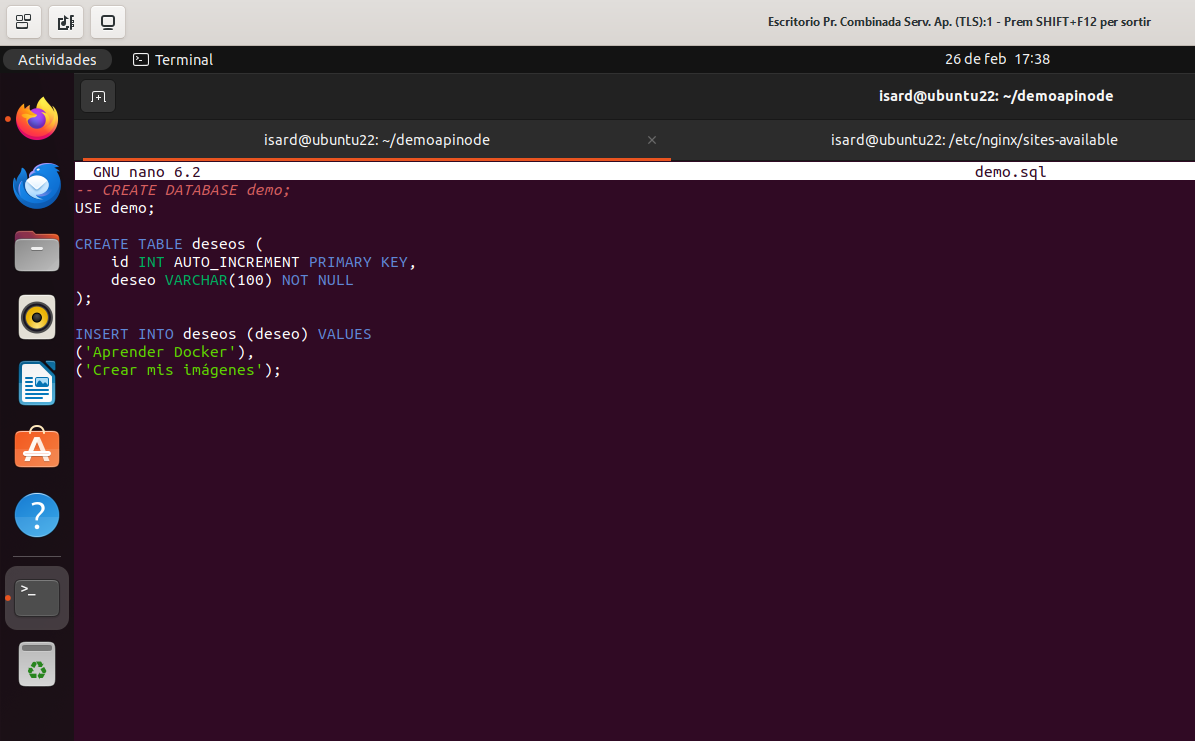 Escritorio Pr. Combinada Serv. Ap. (TLS):1 - Prem SHIFT+F12 per sortir
Actividades
Terminal
26 de feb 17:38
isard@ubuntu22: ~/demoapinode
isard@ubuntu22: ~/demoapinode
isard@ubuntu22: /etc/nginx/sites-available
GNU nano 6.2
demo.sql
-- CREATE DATABASE demo;
USE demo;
CREATE TABLE deseos (
id INT AUTO_INCREMENT PRIMARY KEY,
deseo VARCHAR(100) NOT NULL
);
INSERT INTO deseos (deseo) VALUES
('Aprender Docker'),
('Crear mis imágenes');